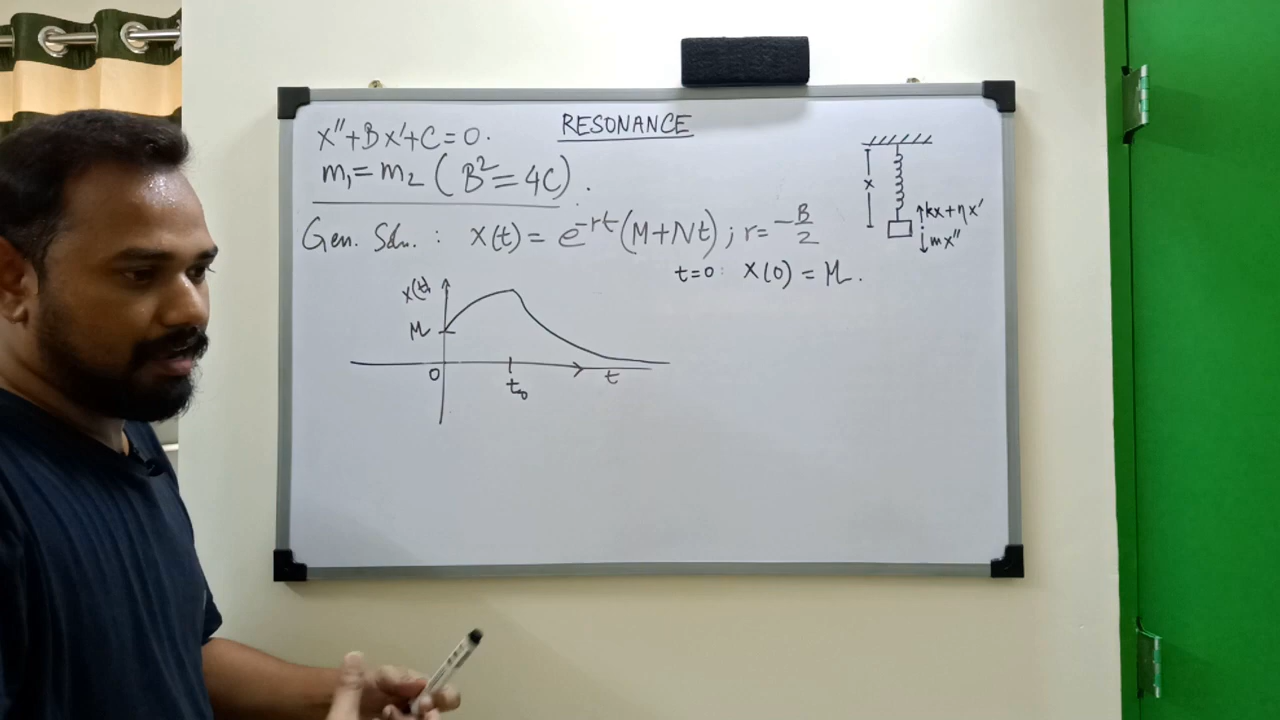 RESONANCE
x'' + Bx' + C = 0.
m₁ = m₂ (B² = 4C).
Gen. Soln. : x(t) = e^{-rt}(M+Nt) ; r = -B/2
t=0: x(0) = M.
x(t)
M
0
t₀
t
x
↑kx+ηx'
↓mx''